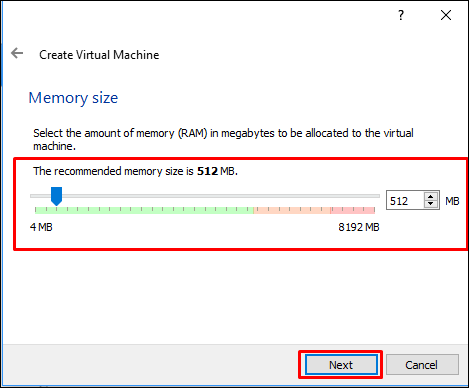 ?
Create Virtual Machine
Memory size
Select the amount of memory (RAM) in megabytes to be allocated to the virtual
machine.
The recommended memory size is 512 MB.
512 MB
4 MB 8192 MB
Next Cancel